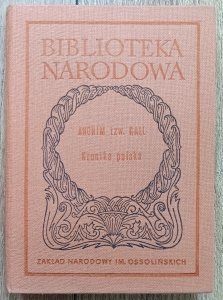 BIBLIOTEKA
NARODOWA
ANONIM tzw. GALL
Kronika polska
ZAKŁAD NARODOWY IM. OSSOLIŃSKICH